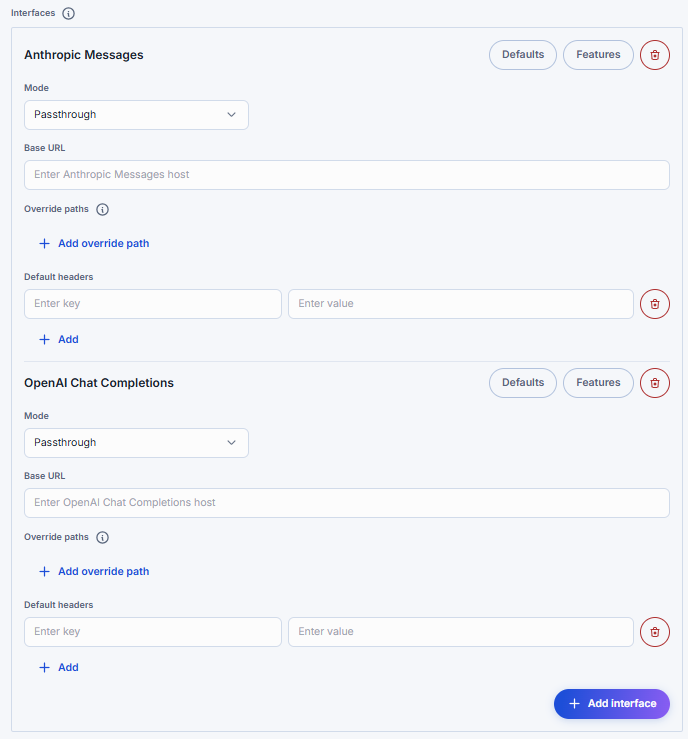 Interfaces
Anthropic Messages
Defaults
Features
Mode
Passthrough
Base URL
Enter Anthropic Messages host
Override paths
Add override path
Default headers
Enter key
Enter value
Add
OpenAI Chat Completions
Defaults
Features
Mode
Passthrough
Base URL
Enter OpenAI Chat Completions host
Override paths
Add override path
Default headers
Enter key
Enter value
Add
Add interface